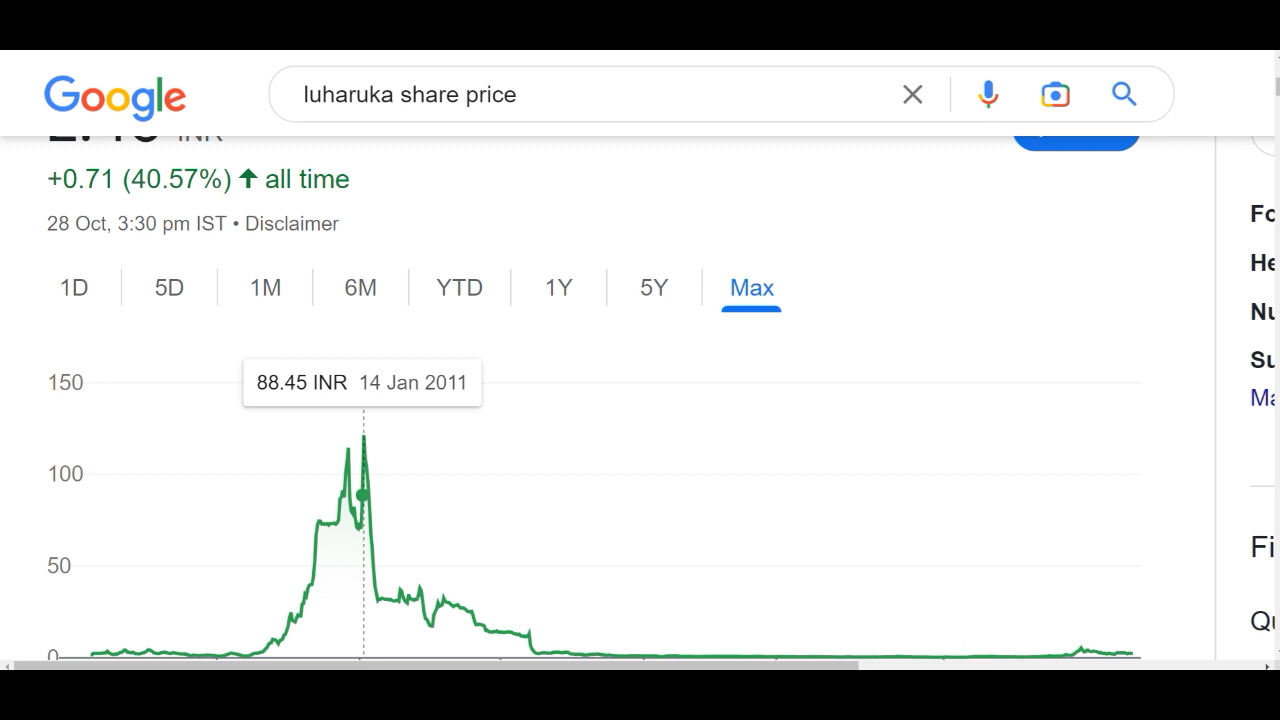 Google
luharuka share price
INR
+0.71 (40.57%) ↑ all time
28 Oct, 3:30 pm IST • Disclaimer
1D 5D 1M 6M YTD 1Y 5Y Max
150
88.45 INR 14 Jan 2011
100
50
0